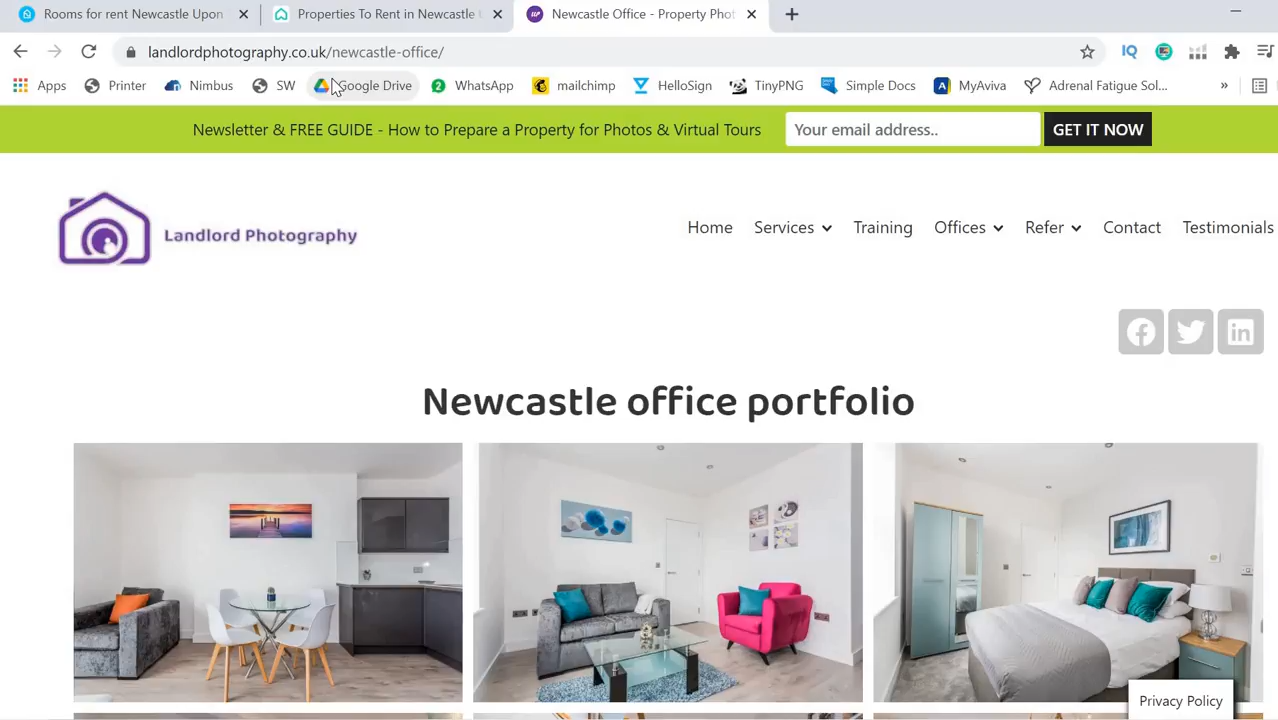 Rooms for rent Newcastle Upon
Properties To Rent in Newcastle U
Newcastle Office - Property Phot
landlordphotography.co.uk/newcastle-office/
Apps
Printer
Nimbus
SW
Google Drive
WhatsApp
mailchimp
HelloSign
TinyPNG
Simple Docs
MyAviva
Adrenal Fatigue Sol...
Newsletter & FREE GUIDE - How to Prepare a Property for Photos & Virtual Tours
Your email address..
GET IT NOW
Landlord Photography
Home
Services
Training
Offices
Refer
Contact
Testimonials
Newcastle office portfolio
Privacy Policy